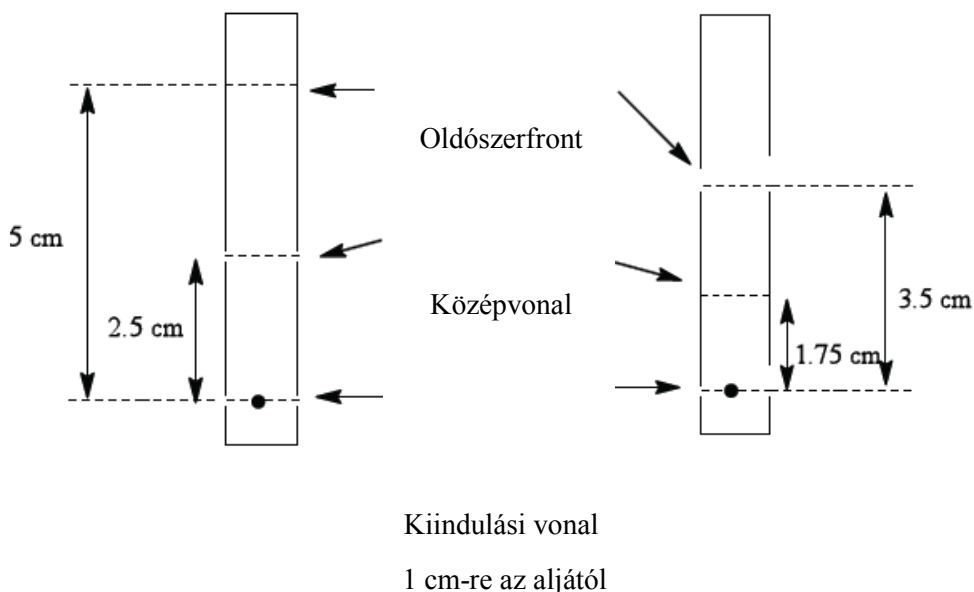 Oldószerfront
5 cm
Középvonal
3.5 cm
2.5 cm
1.75 cm
Kiindulási vonal
1 cm-re az aljától